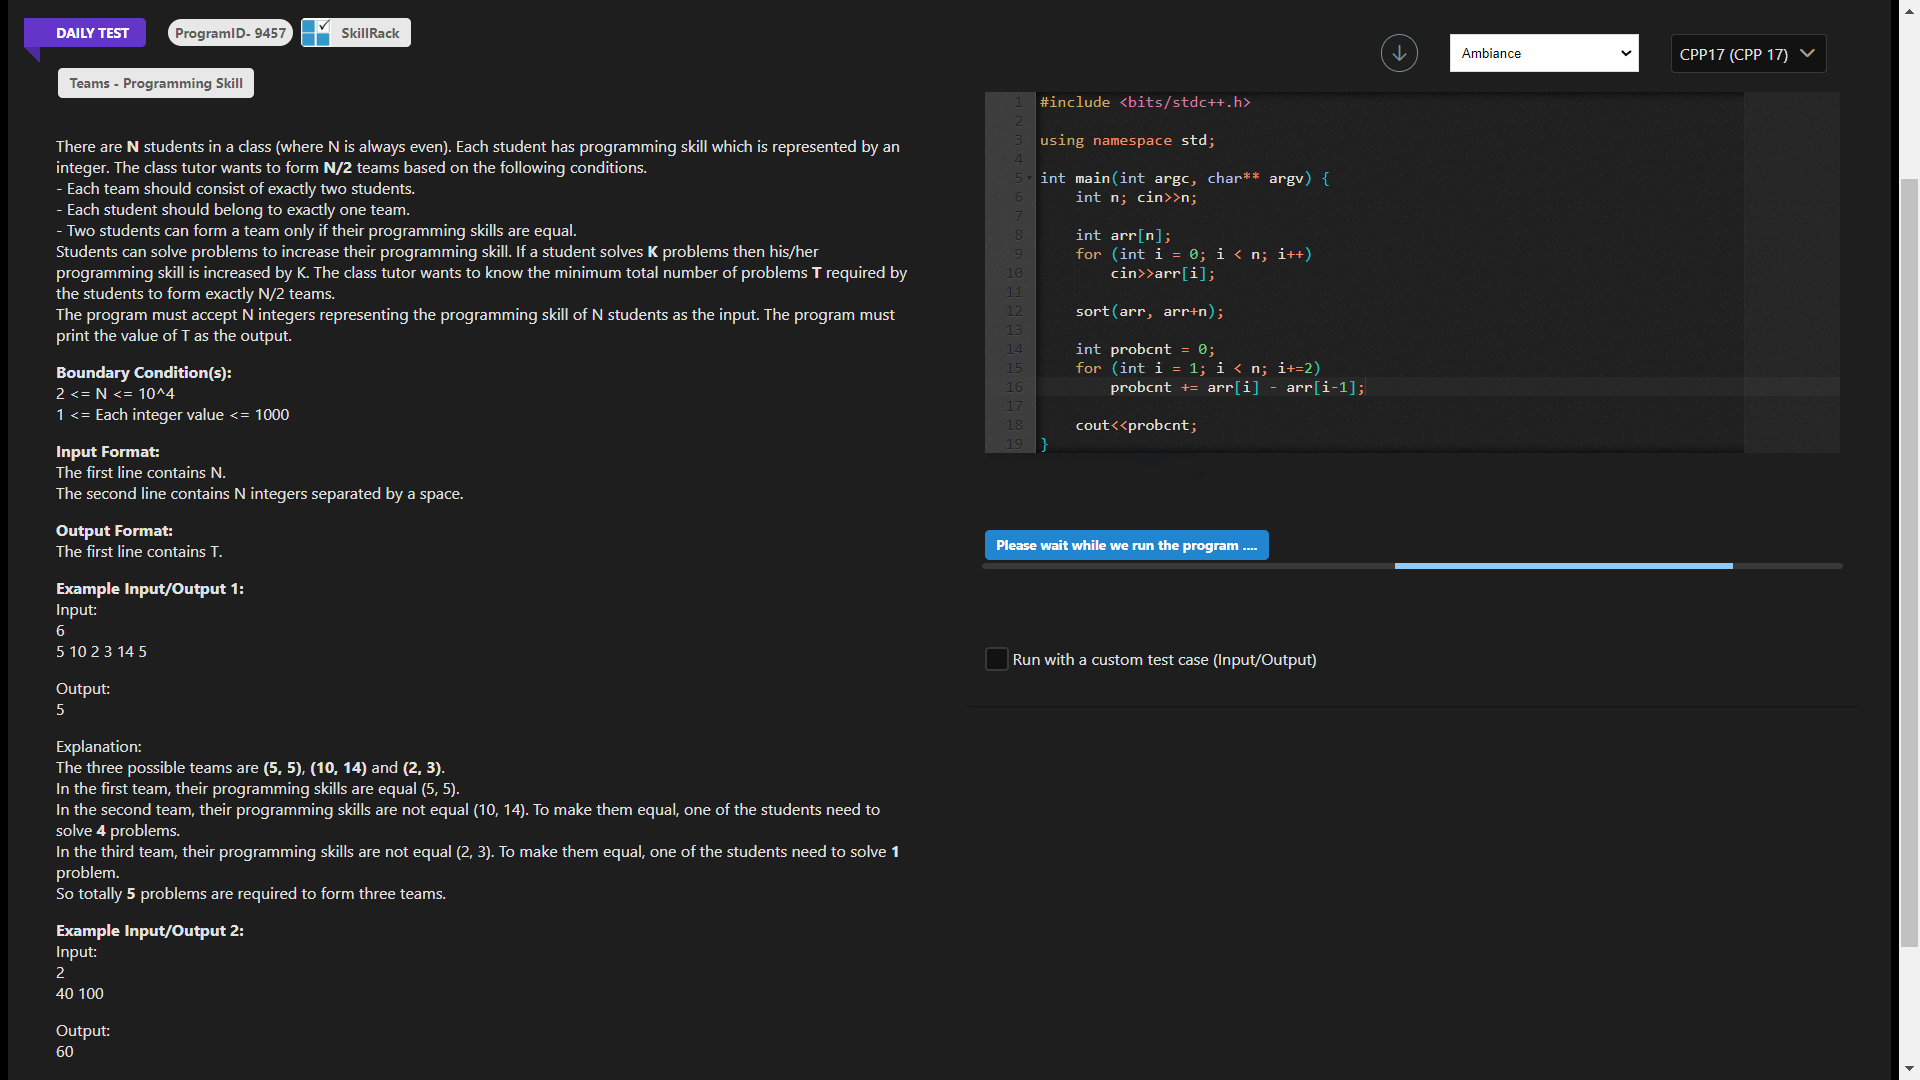 DAILY TEST
ProgramID- 9457
SkillRack
Teams - Programming Skill
There are N students in a class (where N is always even). Each student has programming skill which is represented by an
integer. The class tutor wants to form N/2 teams based on the following conditions.
- Each team should consist of exactly two students.
- Each student should belong to exactly one team.
- Two students can form a team only if their programming skills are equal.
Students can solve problems to increase their programming skill. If a student solves K problems then his/her
programming skill is increased by K. The class tutor wants to know the minimum total number of problems T required by
the students to form exactly N/2 teams.
The program must accept N integers representing the programming skill of N students as the input. The program must
print the value of T as the output.
Boundary Condition(s):
2 <= N <= 10^4
1 <= Each integer value <= 1000
Input Format:
The first line contains N.
The second line contains N integers separated by a space.
Output Format:
The first line contains T.
Example Input/Output 1:
Input:
6
5 10 2 3 14 5
Output:
5
Explanation:
The three possible teams are (5, 5), (10, 14) and (2, 3).
In the first team, their programming skills are equal (5, 5).
In the second team, their programming skills are not equal (10, 14). To make them equal, one of the students need to
solve 4 problems.
In the third team, their programming skills are not equal (2, 3). To make them equal, one of the students need to solve 1
problem.
So totally 5 problems are required to form three teams.
Example Input/Output 2:
Input:
2
40 100
Output:
60
Ambiance
CPP17 (CPP 17)
1 #include <bits/stdc++.h>
2
3 using namespace std;
4
5 int main(int argc, char** argv) {
6     int n; cin>>n;
7
8     int arr[n];
9     for (int i = 0; i < n; i++)
10         cin>>arr[i];
11
12     sort(arr, arr+n);
13
14     int probcnt = 0;
15     for (int i = 1; i < n; i+=2)
16         probcnt += arr[i] - arr[i-1];
17
18     cout<<probcnt;
19 }
Please wait while we run the program ....
Run with a custom test case (Input/Output)